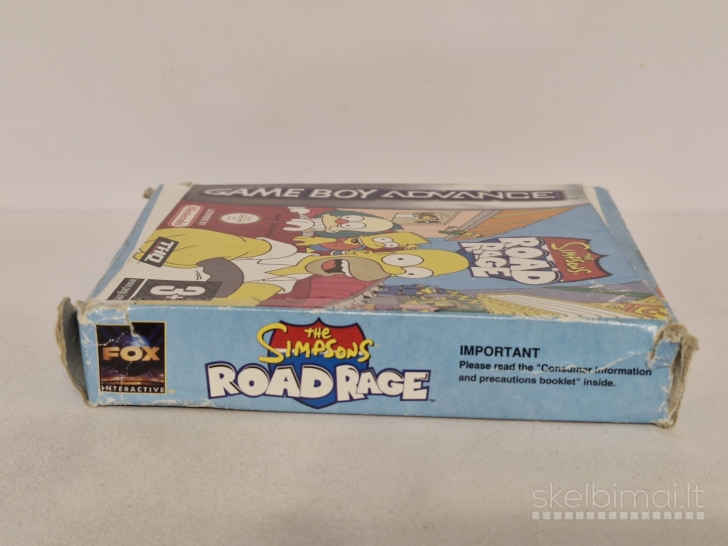 GAME BOY ADVANCE
Nintendo
THQ
3+
The
Simpsons
ROAD
RAGE
FOX
INTERACTIVE
The
Simpsons
ROAD RAGE
IMPORTANT
Please read the "Consumer Information
and precautions booklet" inside.
skelbimai.lt